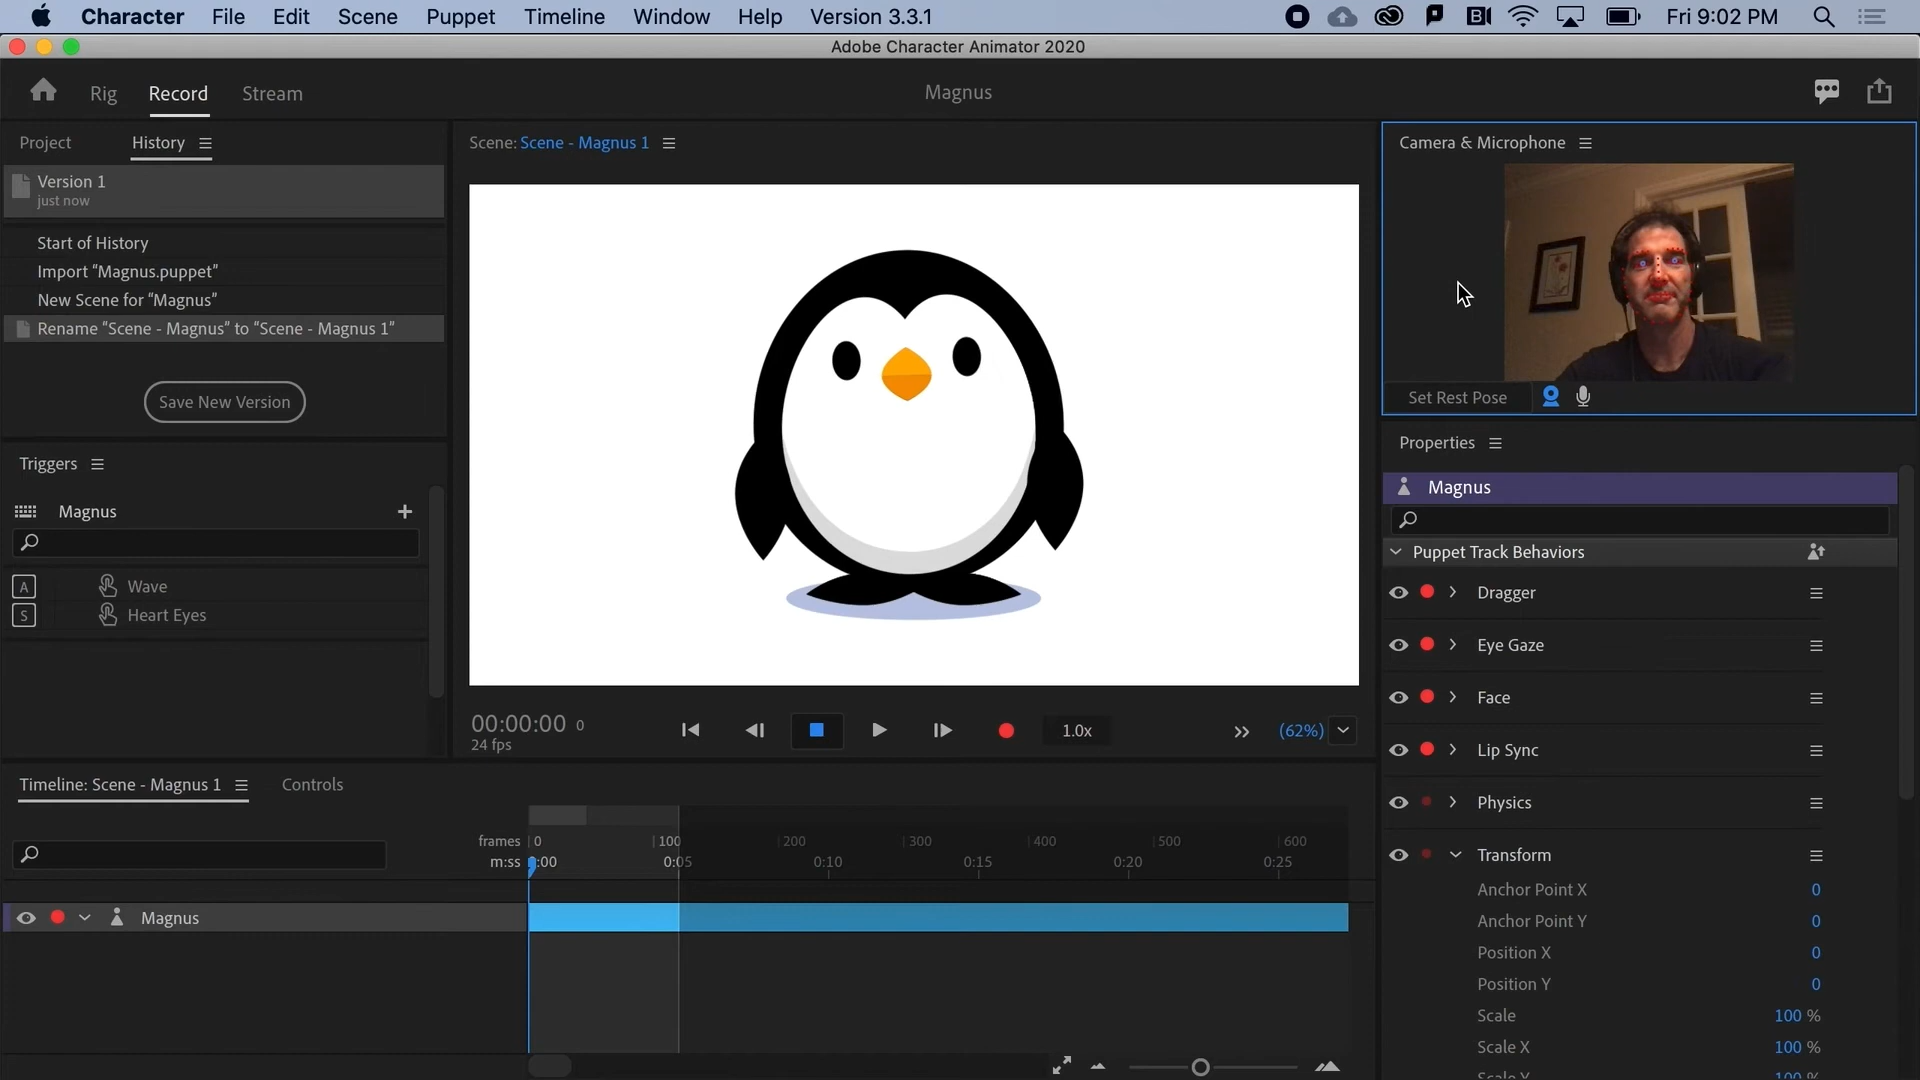 Character File Edit Scene Puppet Timeline Window Help Version 3.3.1 Fri 9:02 PM
Adobe Character Animator 2020
Rig Record Stream
Magnus
Project History
Version 1
just now
Start of History
Import “Magnus.puppet”
New Scene for “Magnus”
Rename “Scene - Magnus” to “Scene - Magnus 1”
Save New Version
Triggers
Magnus
A Wave
S Heart Eyes
Scene: Scene - Magnus 1
00:00:00 0
24 fps
1.0x
(62%)
Camera & Microphone
Set Rest Pose
Properties
Magnus
Puppet Track Behaviors
Dragger
Eye Gaze
Face
Lip Sync
Physics
Transform
Anchor Point X 0
Anchor Point Y 0
Position X 0
Position Y 0
Scale 100 %
Scale X 100 %
Scale Y 100 %
Timeline: Scene - Magnus 1 Controls
frames 0 100 200 300 400 500 600
m:ss :00 0:05 0:10 0:15 0:20 0:25
Magnus